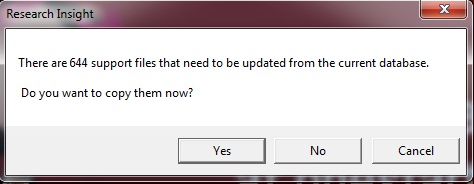 Research Insight
There are 644 support files that need to be updated from the current database.
Do you want to copy them now?
Yes
No
Cancel